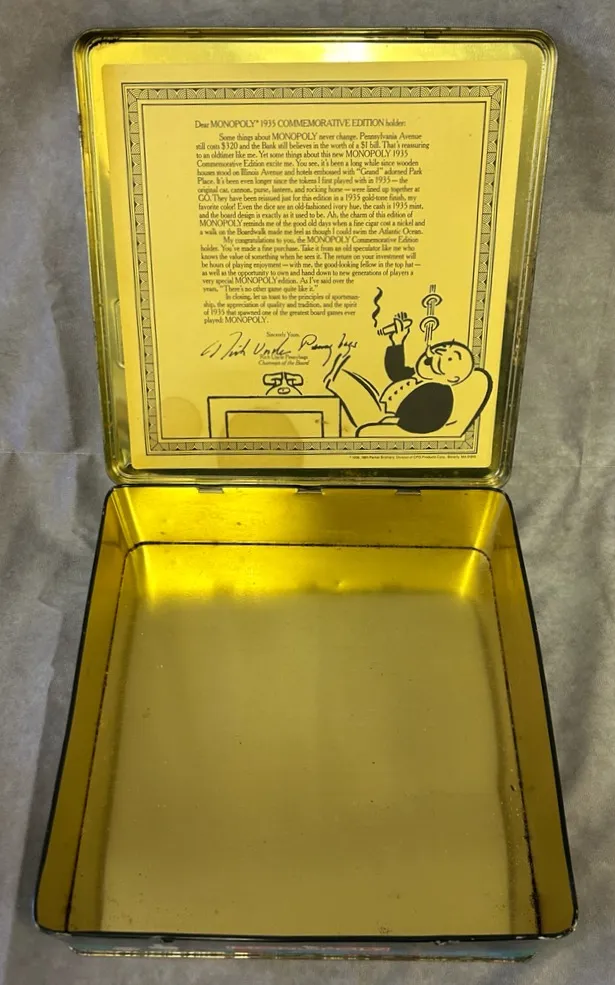 Dear MONOPOLY® 1935 COMMEMORATIVE EDITION holder:
Some things about MONOPOLY never change. Pennsylvania Avenue
still costs $320 and the Bank still believes in the worth of a $1 bill. That's reassuring
to an oldtimer like me. Yet some things about this new MONOPOLY 1935
Commemorative Edition excite me. You see, it's been a long while since wooden
houses stood on Illinois Avenue and hotels embossed with "Grand" adorned Park
Place. It's been even longer since the tokens I first played with in 1935 — the
original car, cannon, purse, lantern, and rocking horse — were lined up together at
GO. They have been reissued just for this edition in a 1935 gold-tone finish, my
favorite color! Even the dice are an old-fashioned ivory hue, the cash is 1935 mint,
and the board design is exactly as it used to be. Ah, the charm of this edition of
MONOPOLY reminds me of the good old days when a fine cigar cost a nickel and
a walk on the Boardwalk made me feel as though I could swim the Atlantic Ocean.
My congratulations to you, the MONOPOLY Commemorative Edition
holder. You've made a fine purchase. Take it from an old speculator like me who
knows the value of something when he sees it. The return on your investment will
be hours of playing enjoyment — with me, the good-looking fellow in the top hat —
as well as the opportunity to own and hand down to new generations of players a
very special MONOPOLY edition. As I've said over the
years, "There's no other game quite like it."
In closing, let us toast to the principles of sportsman-
ship, the appreciation of quality and tradition, and the spirit
of 1935 that spawned one of the greatest board games ever
played: MONOPOLY.
Sincerely Yours,
Rich Uncle Pennybags
Rich Uncle Pennybags
Chairman of the Board
Parker Brothers, Division of CPG Products Corp., Beverly, MA